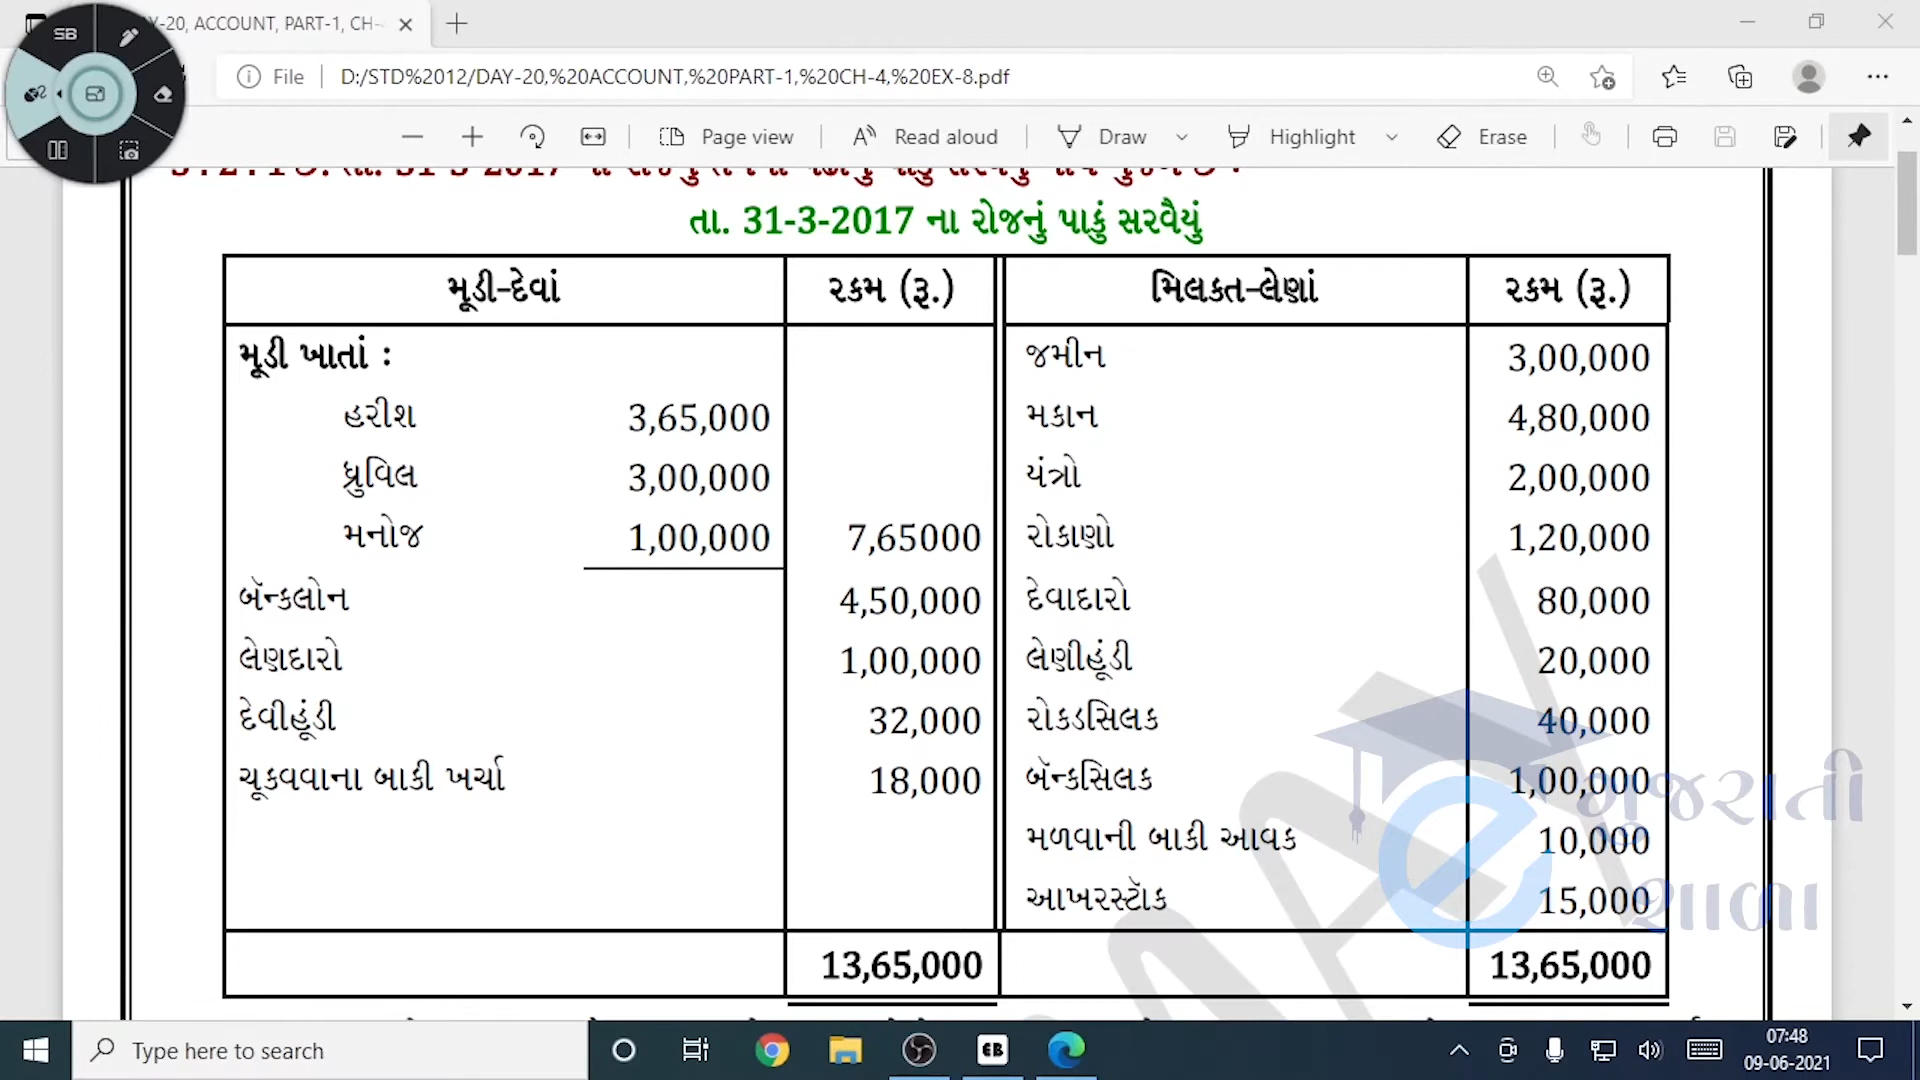 SB
-20, ACCOUNT, PART-1, CH-
File
D:/STD%2012/DAY-20,%20ACCOUNT,%20PART-1,%20CH-4,%20EX-8.pdf
Page view
Read aloud
Draw
Highlight
Erase
તા. 31-3-2017 ના રોજનું પાકું સરવૈયું
મૂડી-દેવાં રકમ (રૂ.) મિલકત-લેણાં રકમ (રૂ.)
મૂડી ખાતાં : જમીન 3,00,000
હરીશ 3,65,000 મકાન 4,80,000
ધ્રુવિલ 3,00,000 યંત્રો 2,00,000
મનોજ 1,00,000 7,65000 રોકાણો 1,20,000
બૅન્કલોન 4,50,000 દેવાદારો 80,000
લેણદારો 1,00,000 લેણીહૂંડી 20,000
દેવીહૂંડી 32,000 રોકડસિલક 40,000
ચૂકવવાના બાકી ખર્ચા 18,000 બૅન્કસિલક 1,00,000
મળવાની બાકી આવક 10,000
આખરસ્ટૉક 15,000
13,65,000 13,65,000
ગુજરાતી
શાળા
Type here to search
07:48
09-06-2021